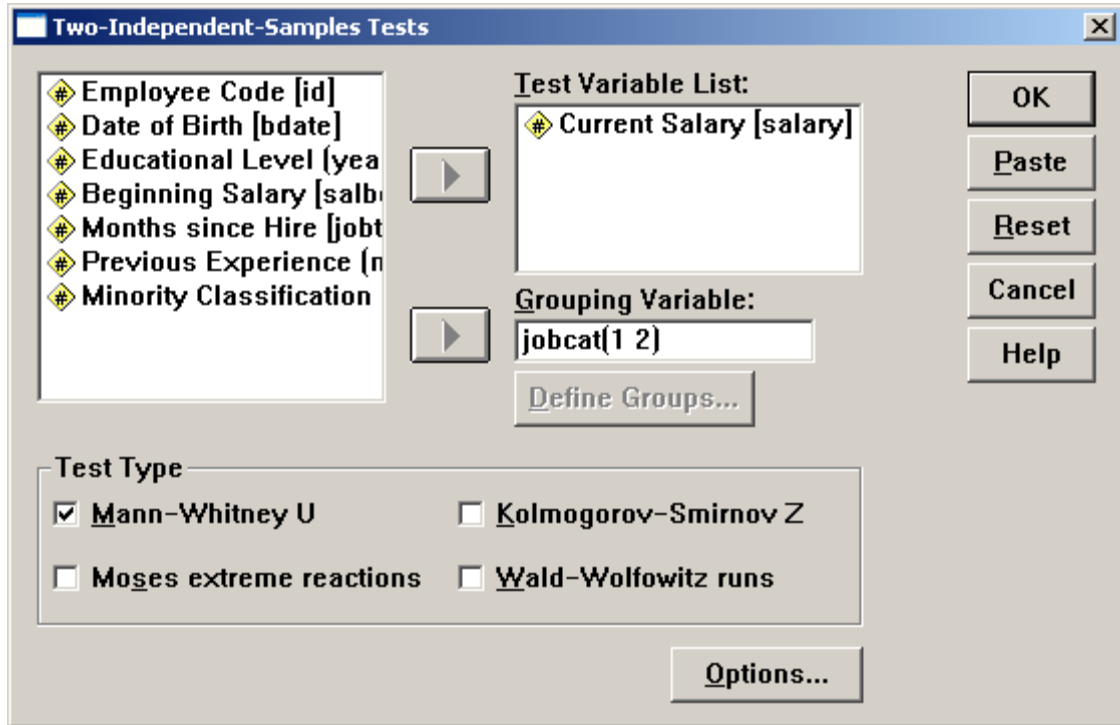 Two-Independent-Samples Tests
Employee Code [id]
Date of Birth [bdate]
Educational Level (yea
Beginning Salary [salb
Months since Hire [jobt
Previous Experience (n
Minority Classification
Test Variable List:
Current Salary [salary]
Grouping Variable:
jobcat(1 2)
Define Groups...
OK
Paste
Reset
Cancel
Help
Test Type
Mann-Whitney U
Kolmogorov-Smirnov Z
Moses extreme reactions
Wald-Wolfowitz runs
Options...